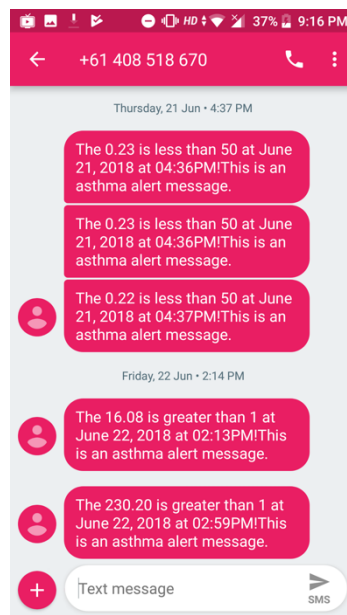 HD 37% 9:16 PM
+61 408 518 670
Thursday, 21 Jun • 4:37 PM
The 0.23 is less than 50 at June
21, 2018 at 04:36PM!This is an
asthma alert message.
The 0.23 is less than 50 at June
21, 2018 at 04:36PM!This is an
asthma alert message.
The 0.22 is less than 50 at June
21, 2018 at 04:37PM!This is an
asthma alert message.
Friday, 22 Jun • 2:14 PM
The 16.08 is greater than 1 at
June 22, 2018 at 02:13PM!This
is an asthma alert message.
The 230.20 is greater than 1 at
June 22, 2018 at 02:59PM!This
is an asthma alert message.
Text message
SMS